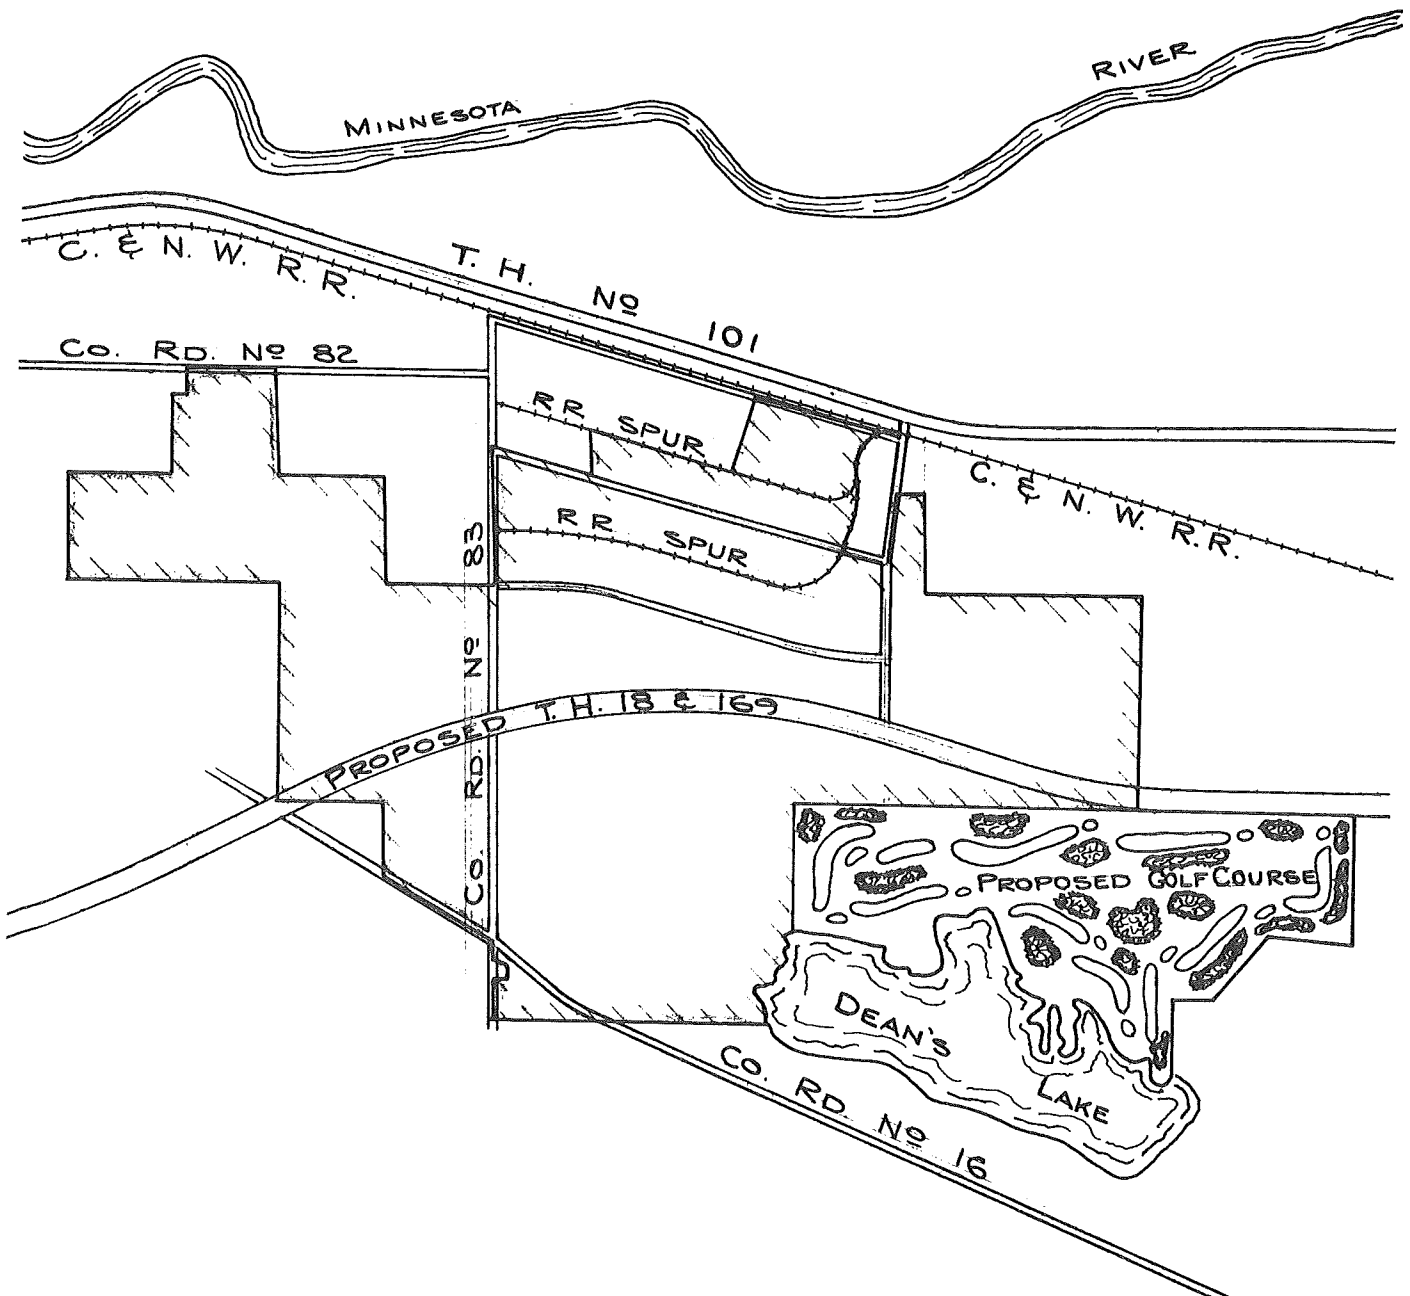 MINNESOTA RIVER
C. & N. W. R. R.
T. H. No 101
Co. RD. No 82
R R SPUR
C. & N. W. R. R.
R R SPUR
Co. RD. No 83
PROPOSED T. H. 18 & 169
PROPOSED GOLF COURSE
DEAN'S LAKE
Co. RD No 16